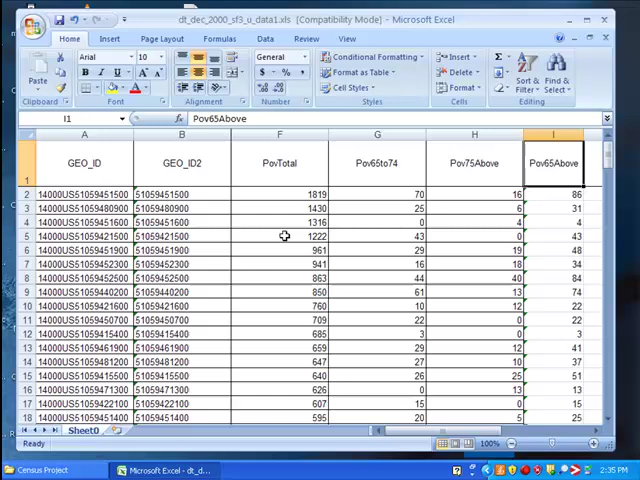 dt_dec_2000_sf3_u_data1.xls [Compatibility Mode] - Microsoft Excel
Home Insert Page Layout Formulas Data Review View
Paste Arial 10 Conditional Formatting Insert Sort & Filter Find & Select
B I U $ % , Format as Table Delete
Cell Styles Format
Clipboard Font Alignment Number Styles Cells Editing
I1 Pov65Above
A B F G H I
1 GEO_ID GEO_ID2 PovTotal Pov65to74 Pov75Above Pov65Above
2 14000US51059451500 51059451500 1819 70 16 86
3 14000US51059480900 51059480900 1430 25 6 31
4 14000US51059451600 51059451600 1316 0 4 4
5 14000US51059421500 51059421500 1222 43 0 43
6 14000US51059451900 51059451900 961 29 19 48
7 14000US51059452300 51059452300 941 16 18 34
8 14000US51059452500 51059452500 863 44 40 84
9 14000US51059440200 51059440200 850 61 13 74
10 14000US51059421600 51059421600 760 10 12 22
11 14000US51059450700 51059450700 709 22 0 22
12 14000US51059415400 51059415400 685 3 0 3
13 14000US51059461900 51059461900 659 29 12 41
14 14000US51059481200 51059481200 647 27 10 37
15 14000US51059415500 51059415500 640 26 25 51
16 14000US51059471300 51059471300 626 0 13 13
17 14000US51059422100 51059422100 607 15 0 15
18 14000US51059451400 51059451400 595 20 5 25
Sheet0
Ready 100%
Census Project Microsoft Excel - dt_d... 2:35 PM